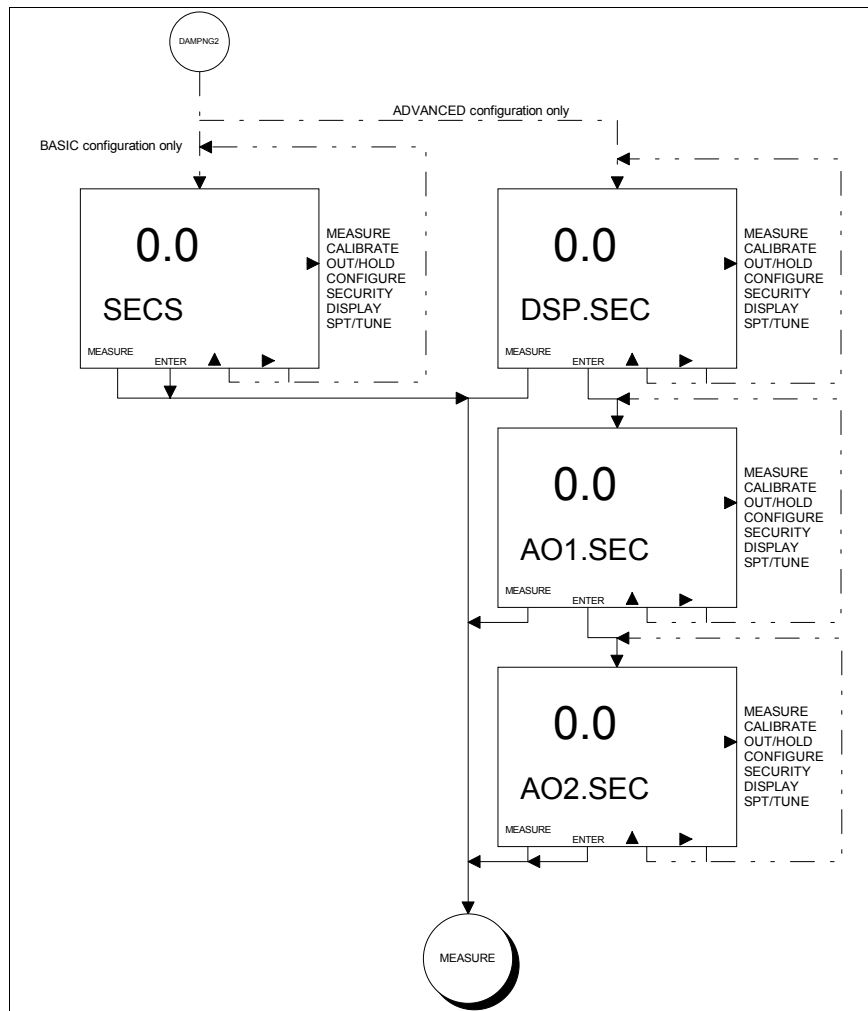 DAMPNG2
ADVANCED configuration only
BASIC configuration only
0.0
SECS
MEASURE
ENTER
MEASURE
CALIBRATE
OUT/HOLD
CONFIGURE
SECURITY
DISPLAY
SPT/TUNE
0.0
DSP.SEC
MEASURE
ENTER
MEASURE
CALIBRATE
OUT/HOLD
CONFIGURE
SECURITY
DISPLAY
SPT/TUNE
0.0
AO1.SEC
MEASURE
ENTER
MEASURE
CALIBRATE
OUT/HOLD
CONFIGURE
SECURITY
DISPLAY
SPT/TUNE
0.0
AO2.SEC
MEASURE
ENTER
MEASURE
CALIBRATE
OUT/HOLD
CONFIGURE
SECURITY
DISPLAY
SPT/TUNE
MEASURE